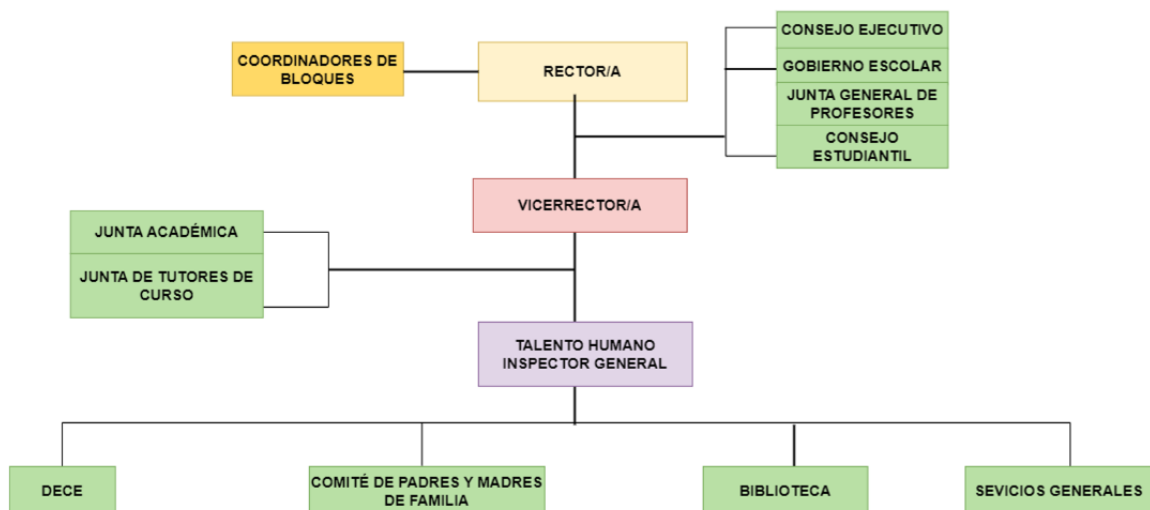 CONSEJO EJECUTIVO
COORDINADORES DE
BLOQUES
RECTOR/A
GOBIERNO ESCOLAR
JUNTA GENERAL DE
PROFESORES
CONSEJO
ESTUDIANTIL
VICERRECTOR/A
JUNTA ACADÉMICA
JUNTA DE TUTORES DE
CURSO
TALENTO HUMANO
INSPECTOR GENERAL
DECE
COMITÉ DE PADRES Y MADRES
DE FAMILIA
BIBLIOTECA
SEVICIOS GENERALES